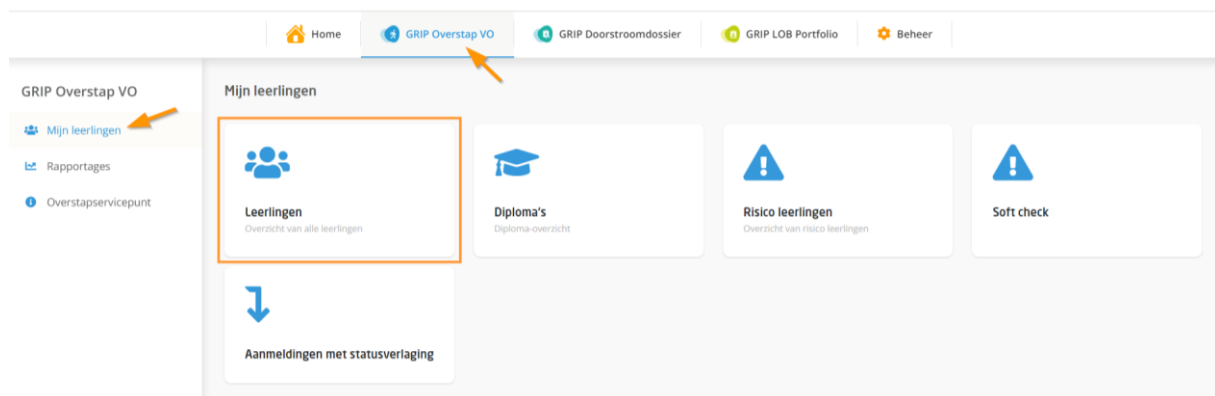 Home
GRIP Overstap VO
GRIP Doorstroomdossier
GRIP LOB Portfolio
Beheer
GRIP Overstap VO
Mijn leerlingen
Rapportages
Overstapservicepunt
Mijn leerlingen
Leerlingen
Overzicht van alle leerlingen
Diploma's
Diploma-overzicht
Risico leerlingen
Overzicht van risico leerlingen
Soft check
Aanmeldingen met statusverlaging